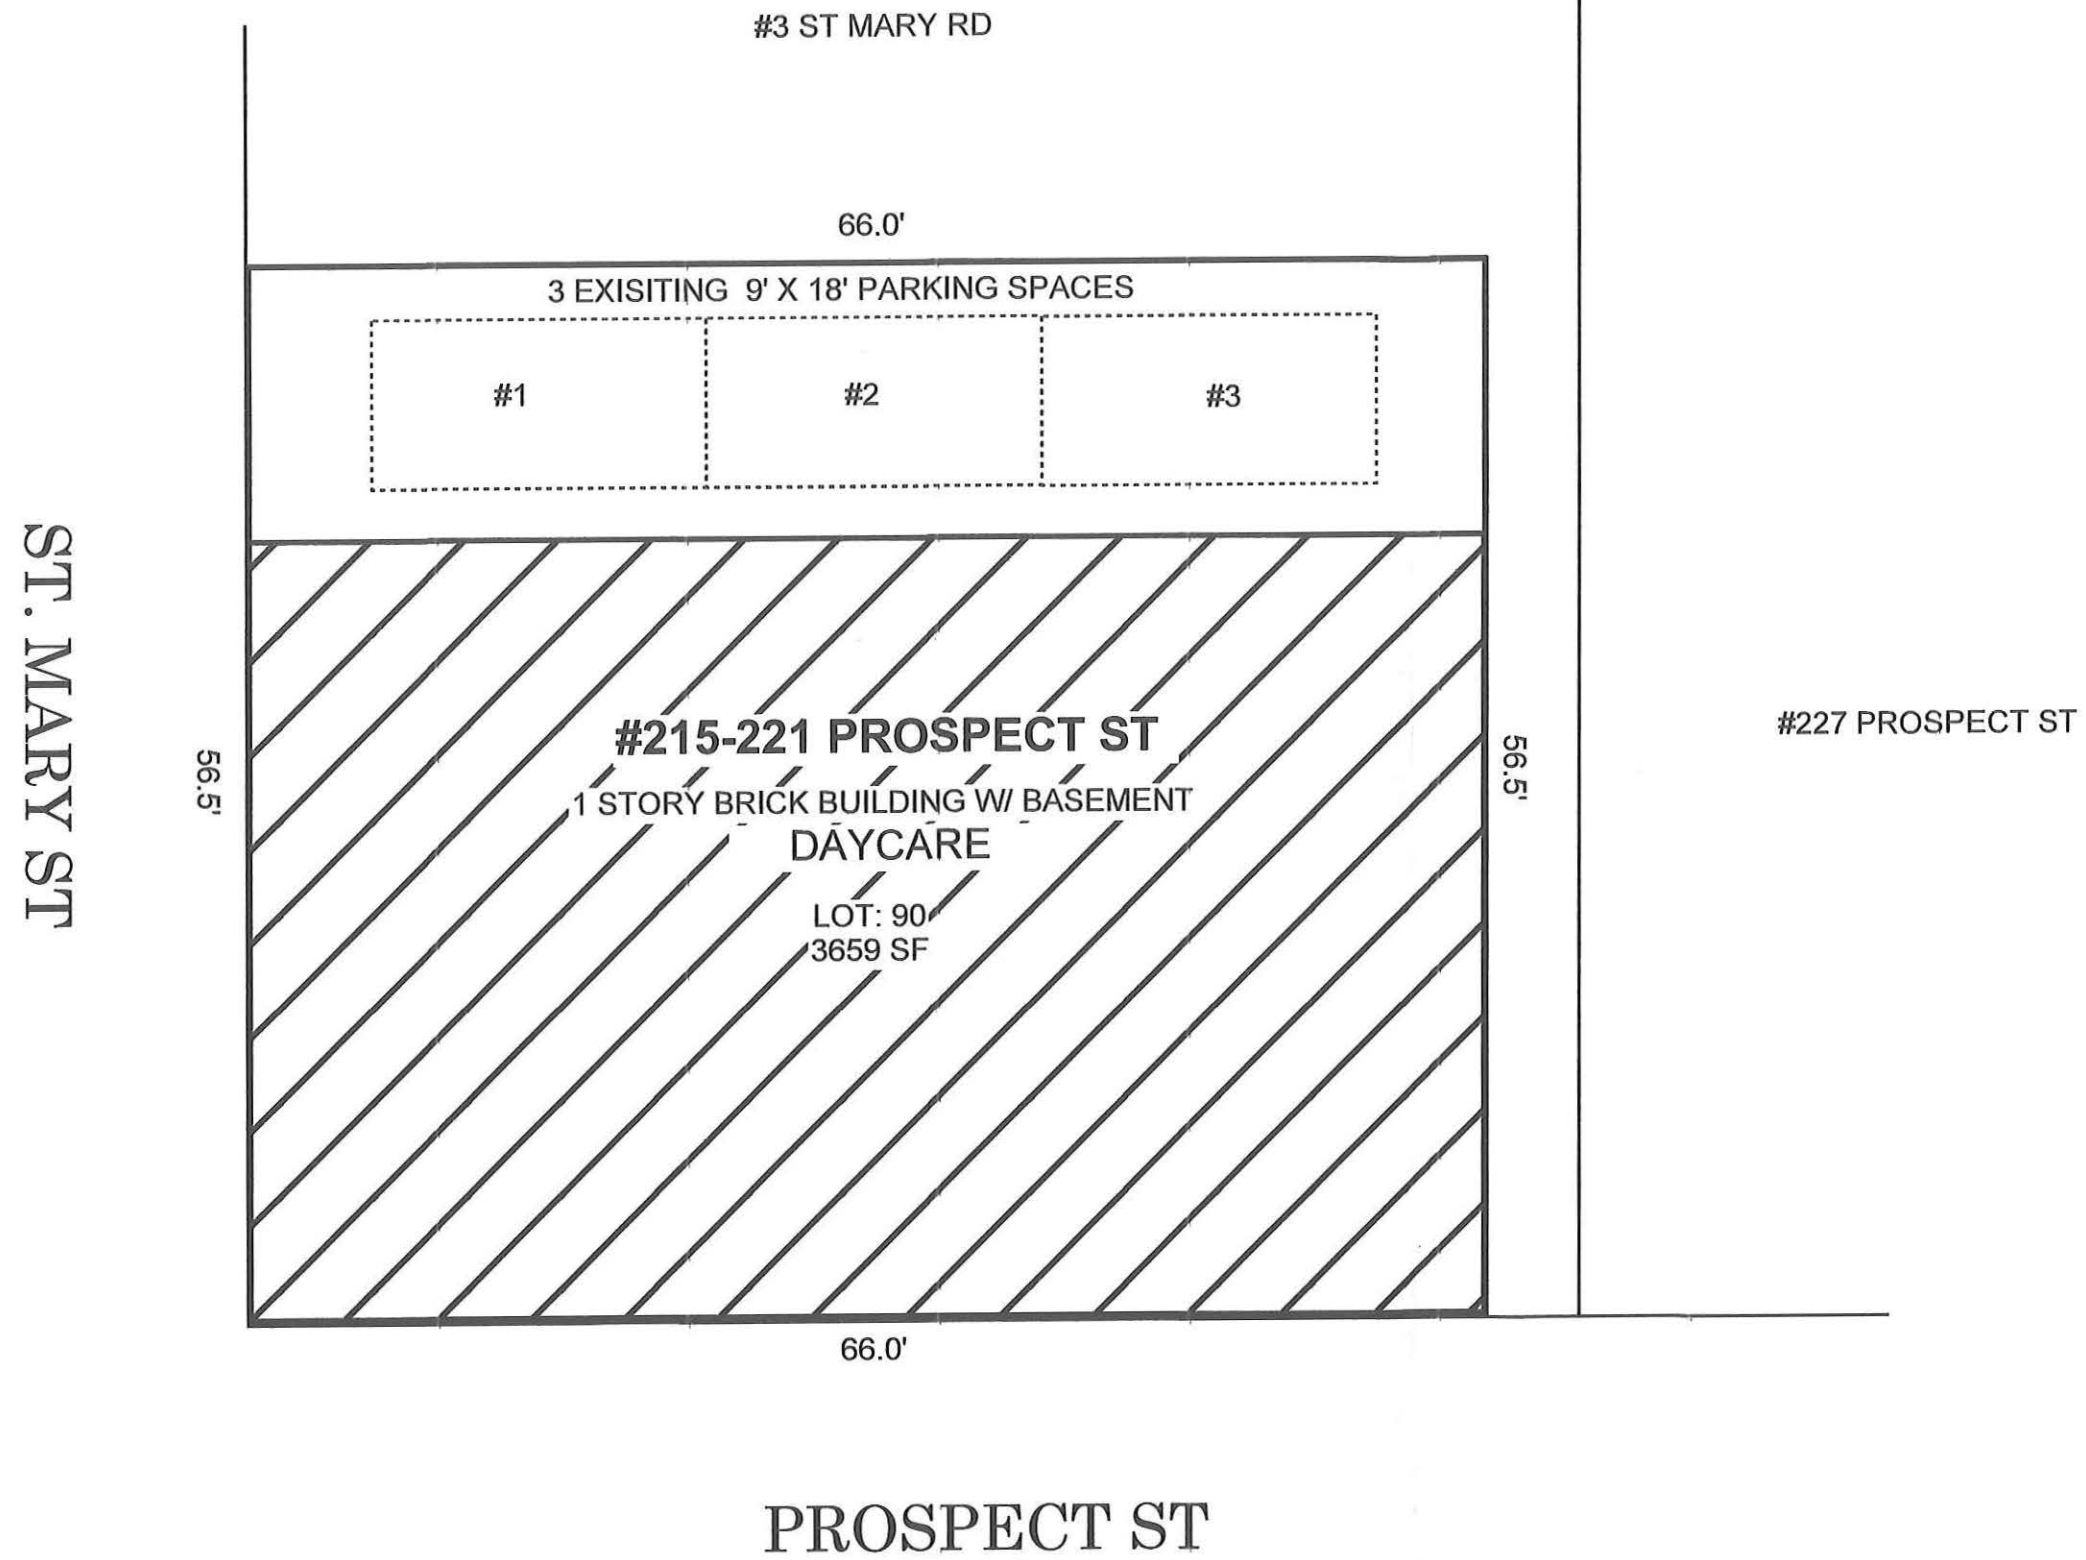 #3 ST MARY RD
66.0'
3 EXISITING 9' X 18' PARKING SPACES
#1
#2
#3
ST. MARY ST
56.5'
#215-221 PROSPECT ST
1 STORY BRICK BUILDING W/ BASEMENT
DAYCARE
LOT: 90
3659 SF
56.5'
#227 PROSPECT ST
66.0'
PROSPECT ST